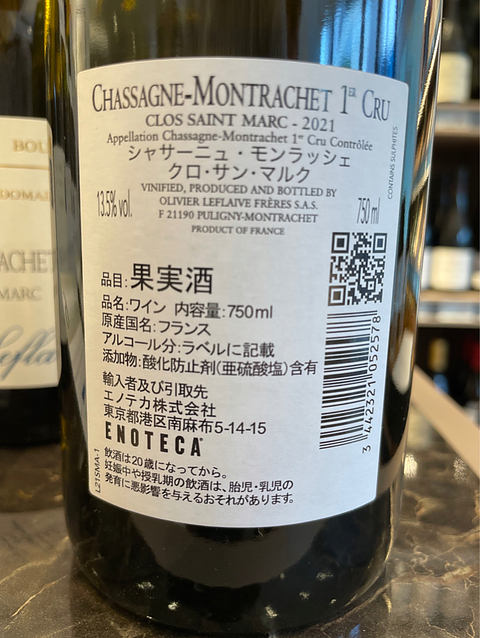 CHASSAGNE-MONTRACHET 1ER CRU
CLOS SAINT MARC - 2021
Appellation Chassagne-Montrachet 1er Cru Contrôlée
シャサーニュ・モンラッシェ
クロ・サン・マルク
VINIFIED, PRODUCED AND BOTTLED BY
OLIVIER LEFLAIVE FRÈRES S.A.S.
F 21190 PULIGNY-MONTRACHET
PRODUCT OF FRANCE
13.5% vol.
750 ml
CONTAINS SULPHITES
品目:果実酒
品名:ワイン 内容量:750ml
原産国名:フランス
アルコール分:ラベルに記載
添加物:酸化防止剤(亜硫酸塩)含有
輸入者及び引取先
エノテカ株式会社
東京都港区南麻布5-14-15
ENOTECA
飲酒は20歳になってから。
妊娠中や授乳期の飲酒は、胎児・乳児の
発育に悪影響を与えるおそれがあります。
L21SMA-1
3 442321 052578
BOU
DOMAI
ACHET
MARC